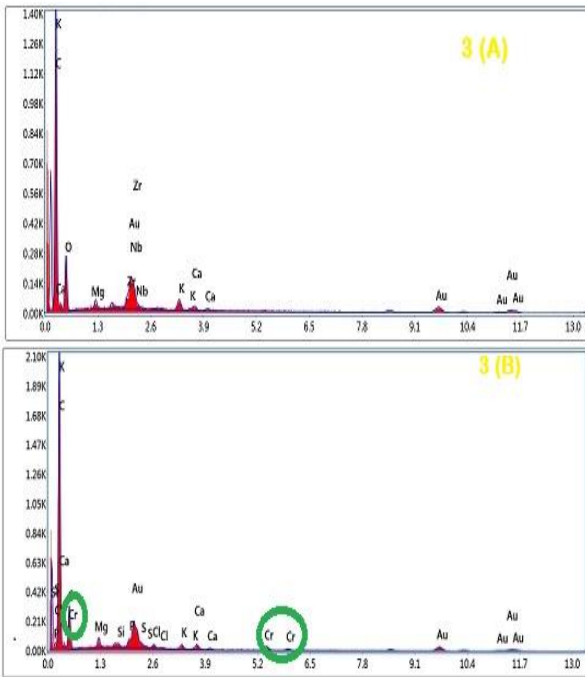 1.40K
K
3 (A)
1.26K
C
1.12K
0.98K
0.84K
0.70K
Zr
0.56K
Au
0.42K
O
Nb
0.28K
Ca
Au
Ca
Mg
Zr
Nb
K
K
Ca
Au
Au
Au
0.14K
0.00K
0.0 1.3 2.6 3.9 5.2 6.5 7.8 9.1 10.4 11.7 13.0
2.10K
K
3 (B)
1.89K
C
1.68K
1.47K
1.26K
1.05K
0.84K
0.63K
Ca
Au
0.42K
Cr
Ca
Au
0.21K
Mg
Si
P
S
S
Cl
Cl
K
K
Ca
Cr
Cr
Au
Au
Au
0.00K
0.0 1.3 2.6 3.9 5.2 6.5 7.8 9.1 10.4 11.7 13.0